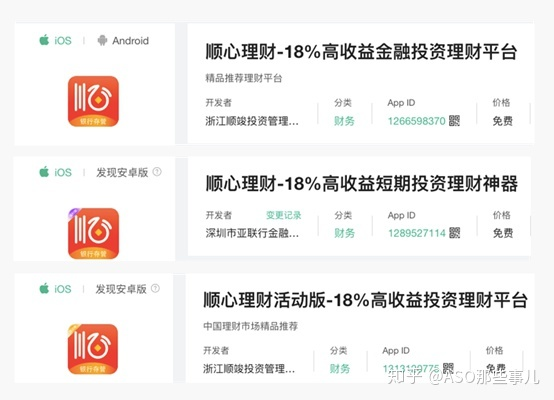 iOS Android
顺心理财-18%高收益金融投资理财平台
精品推荐理财平台
开发者 分类 App ID 价格
浙江顺竣投资管理... 财务 1266598370 免费
顺
银行存管
iOS 发现安卓版
顺心理财-18%高收益短期投资理财神器
开发者 变更记录 分类 App ID 价格
深圳市亚联行金融... 财务 1289527114 免费
顺
银行存管
iOS 发现安卓版
顺心理财活动版-18%高收益投资理财平台
中国理财市场精品推荐
开发者 分类 App ID 价格
浙江顺竣投资管理... 财务 免费
顺
银行存管
知乎 @ASO那些事儿